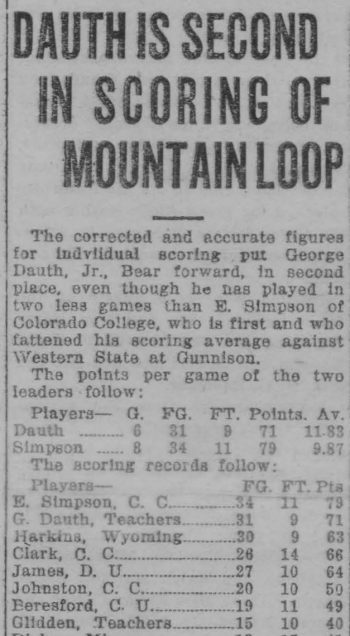 DAUTH IS SECOND
IN SCORING OF
MOUNTAIN LOOP
The corrected and accurate figures
for individual scoring put George
Dauth, Jr., Bear forward, in second
place, even though he has played in
two less games than E. Simpson of
Colorado College, who is first and who
fattened his scoring average against
Western State at Gunnison.
The points per game of the two
leaders follow:
Players— G. FG. FT. Points. Av.
Dauth ........ 6 31 9 71 11.83
Simpson ...... 8 34 11 79 9.87
The scoring records follow:
Players— FG. FT. Pts
E. Simpson, C. C. 34 11 79
G. Dauth, Teachers 31 9 71
Harkins, Wyoming 30 9 63
Clark, C. C. 26 14 66
James, D. U. 27 10 64
Johnston, C. C. 20 10 50
Beresford, C. U. 19 11 49
Glidden, Teachers 15 10 40